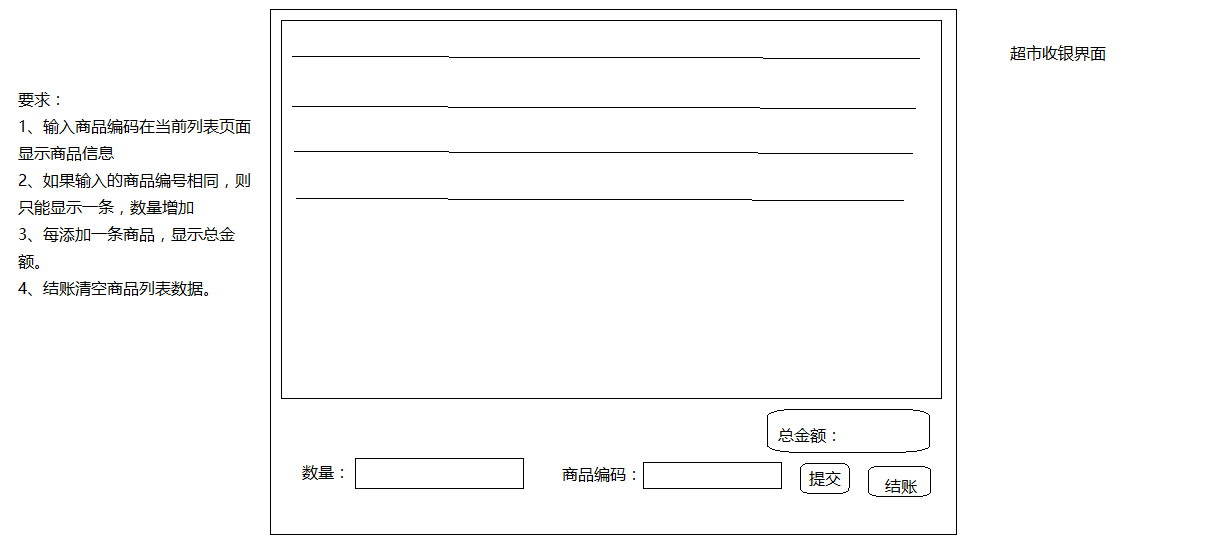 超市收银界面
要求：
1、输入商品编码在当前列表页面
显示商品信息
2、如果输入的商品编号相同，则
只能显示一条，数量增加
3、每添加一条商品，显示总金
额。
4、结账清空商品列表数据。
总金额：
数量：
商品编码：
提交
结账